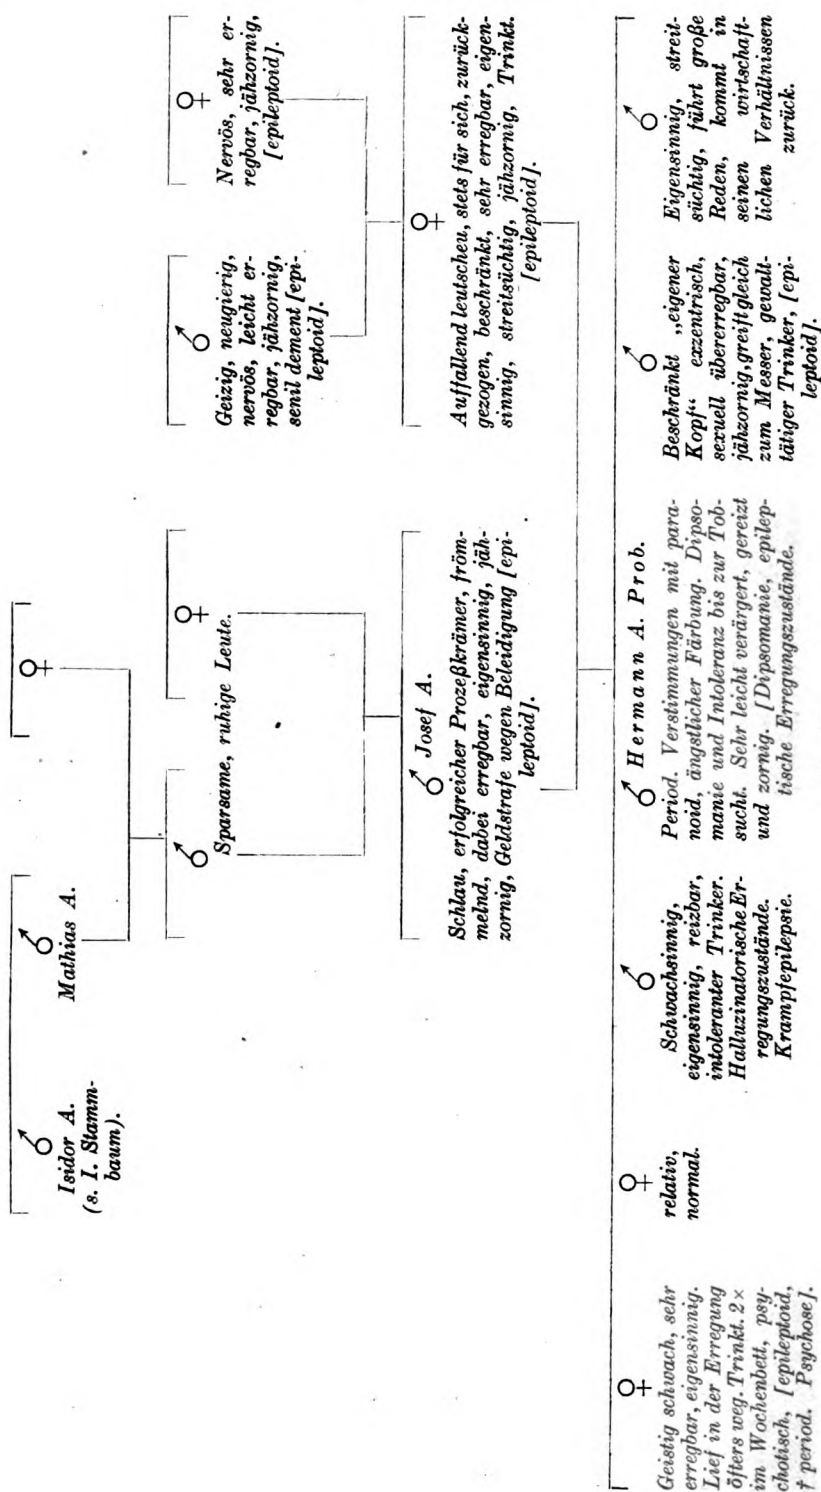 Isidor A.
(s. I. Stamm-
baum).
Mathias A.
Sparsame, ruhige Leute.
Geizig, neugierig,
nervös, leicht er-
regbar, jähzornig,
senil dement [epi-
leptoid].
Nervös, sehr er-
regbar, jähzornig,
[epileptoid].
Josef A.
Schlau, erfolgreicher Prozeßkrämer, fröm-
melnd, dabei erregbar, eigensinnig, jäh-
zornig, Geldstrafe wegen Beleidigung [epi-
leptoid].
Auffallend leutscheu, stets für sich, zurück-
gezogen, beschränkt, sehr erregbar, eigen-
sinnig, streitsüchtig, jähzornig, Trinkt.
[epileptoid].
Geistig schwach, sehr
erregbar, eigensinnig.
Lief in der Erregung
öfters weg. Trinkt. 2×
im Wochenbett, psy-
chotisch, [epileptoid,
† period. Psychose].
relativ,
normal.
Schwachsinnig,
eigensinnig, reizbar,
intoleranter Trinker.
Halluzinatorische Er-
regungszustände.
Krampfepilepsie.
Hermann A. Prob.
Period. Verstimmungen mit para-
noid, ängstlicher Färbung. Dipso-
manie und Intoleranz bis zur Tob-
sucht. Sehr leicht verärgert, gereizt
und zornig. [Dipsomanie, epilep-
tische Erregungszustände.
Beschränkt „eigener
Kopf“ exzentrisch,
sexuell übererregbar,
jähzornig, greift gleich
zum Messer, gewalt-
tätiger Trinker, [epi-
leptoid].
Eigensinnig, streit-
süchtig, führt große
Reden, kommt in
seinen wirtschaft-
lichen Verhältnissen
zurück.